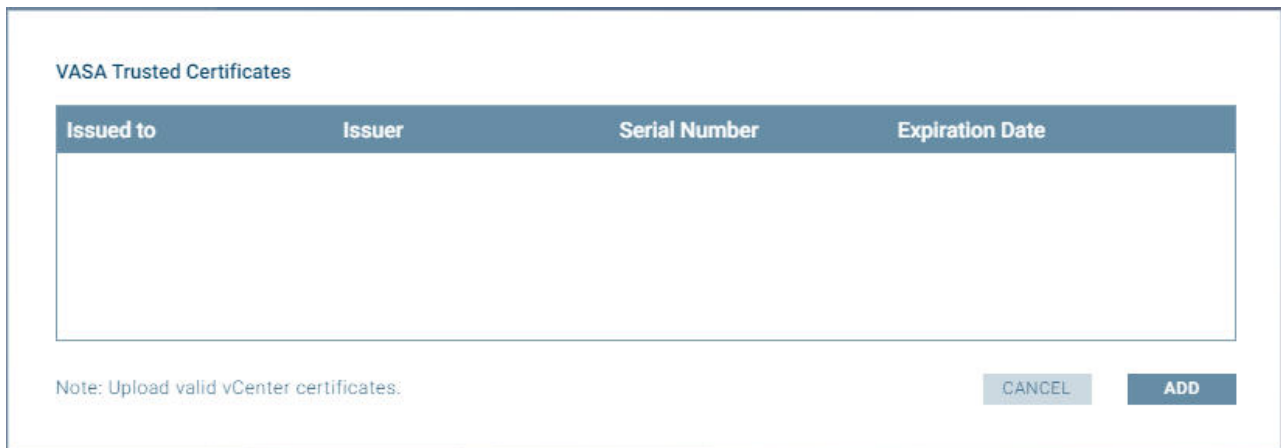 VASA Trusted Certificates
Issued to Issuer Serial Number Expiration Date
Note: Upload valid vCenter certificates.
CANCEL ADD